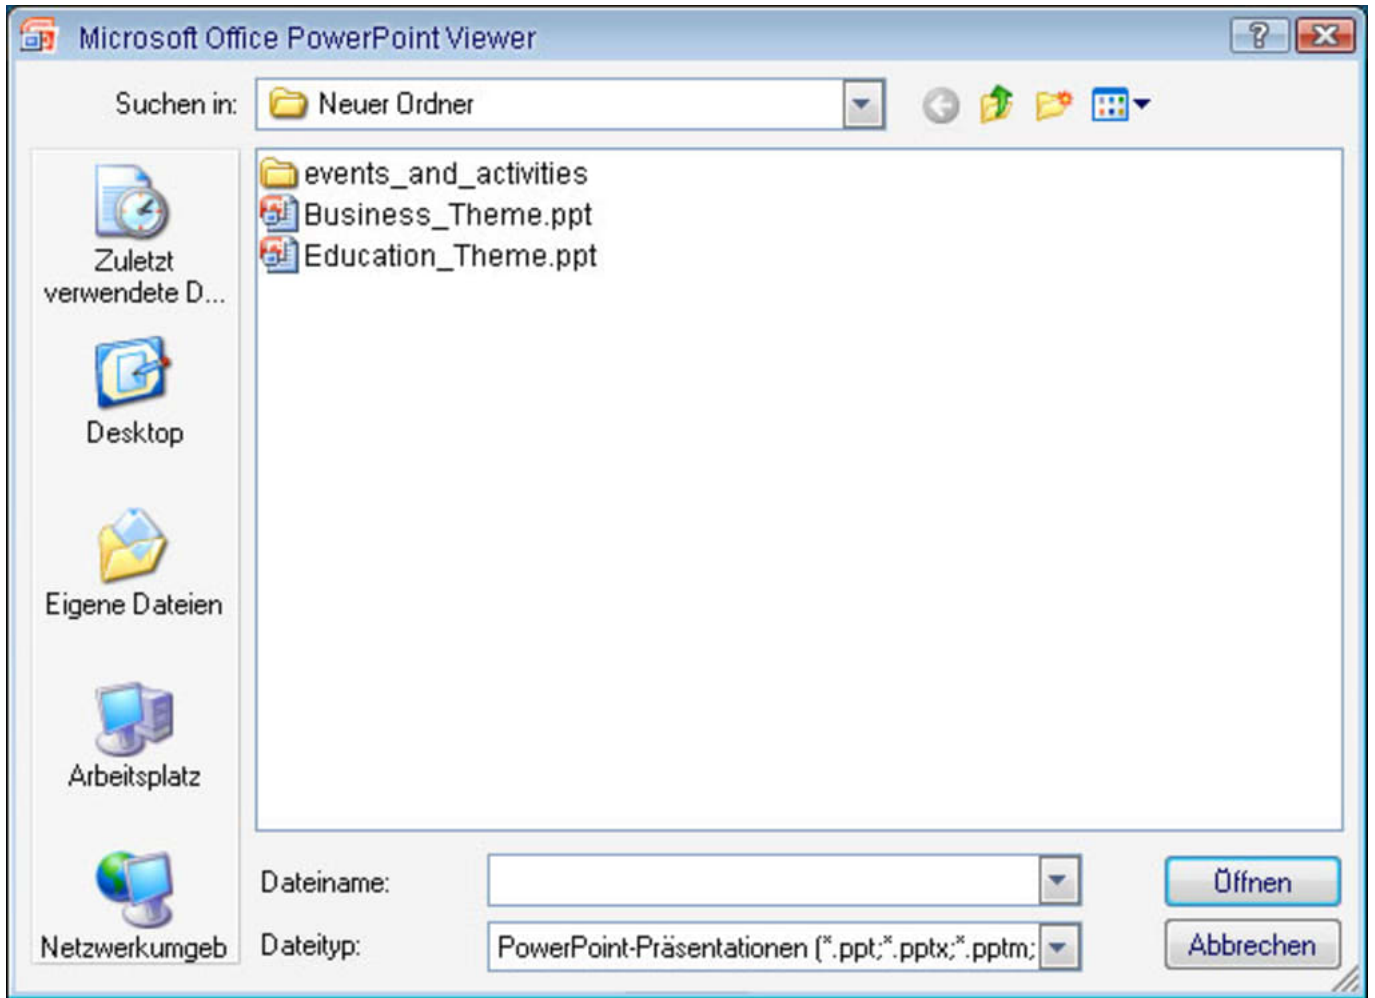 Microsoft Office PowerPoint Viewer
Suchen in:
Neuer Ordner
Zuletzt
verwendete D...
Desktop
Eigene Dateien
Arbeitsplatz
Netzwerkumgeb
events_and_activities
Business_Theme.ppt
Education_Theme.ppt
Dateiname:
Öffnen
Dateityp:
PowerPoint-Präsentationen (*.ppt;*.pptx;*.pptm;
Abbrechen